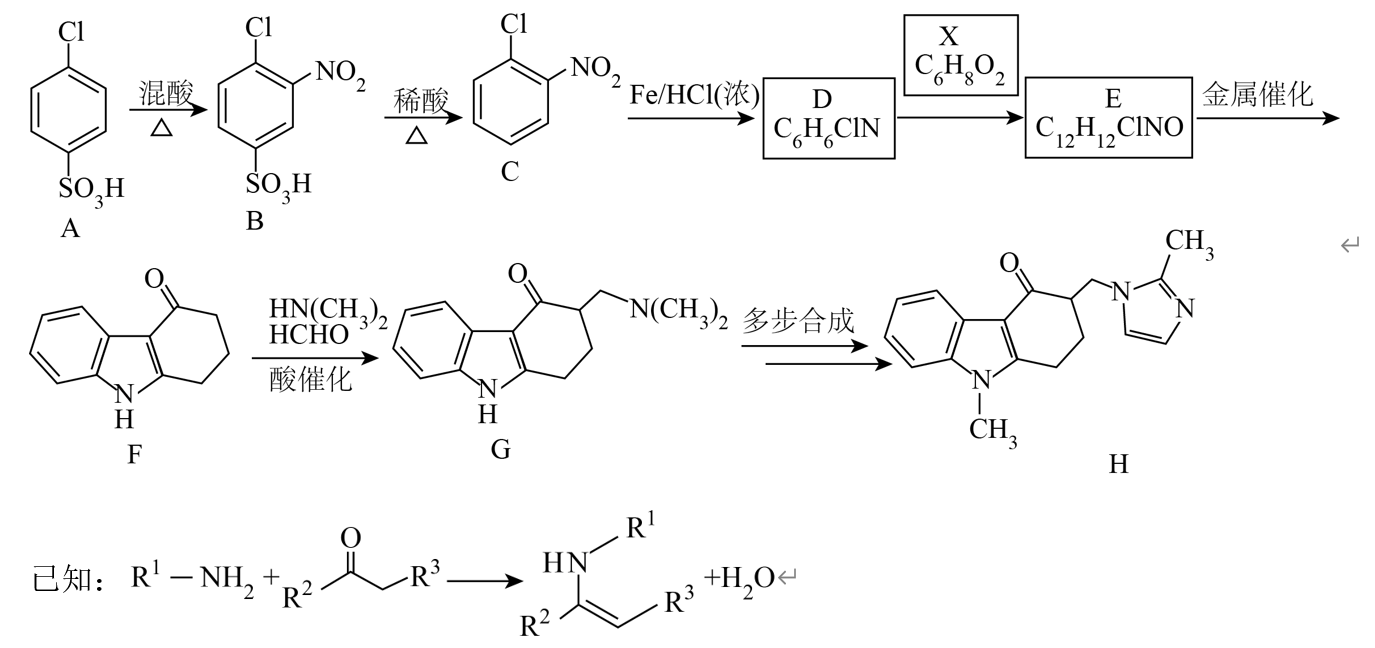 Cl
混酸
△
SO₃H
A
Cl
NO₂
SO₃H
B
稀酸
△
Cl
NO₂
C
Fe/HCl(浓)
D
C₆H₆ClN
X
C₆H₈O₂
E
C₁₂H₁₂ClNO
金属催化
O
N
H
F
HN(CH₃)₂
HCHO
酸催化
O
N(CH₃)₂
N
H
G
多步合成
O
N
N
CH₃
N
CH₃
H
已知： R¹－NH₂ + O R² R³ HN R¹ R² R³ +H₂O